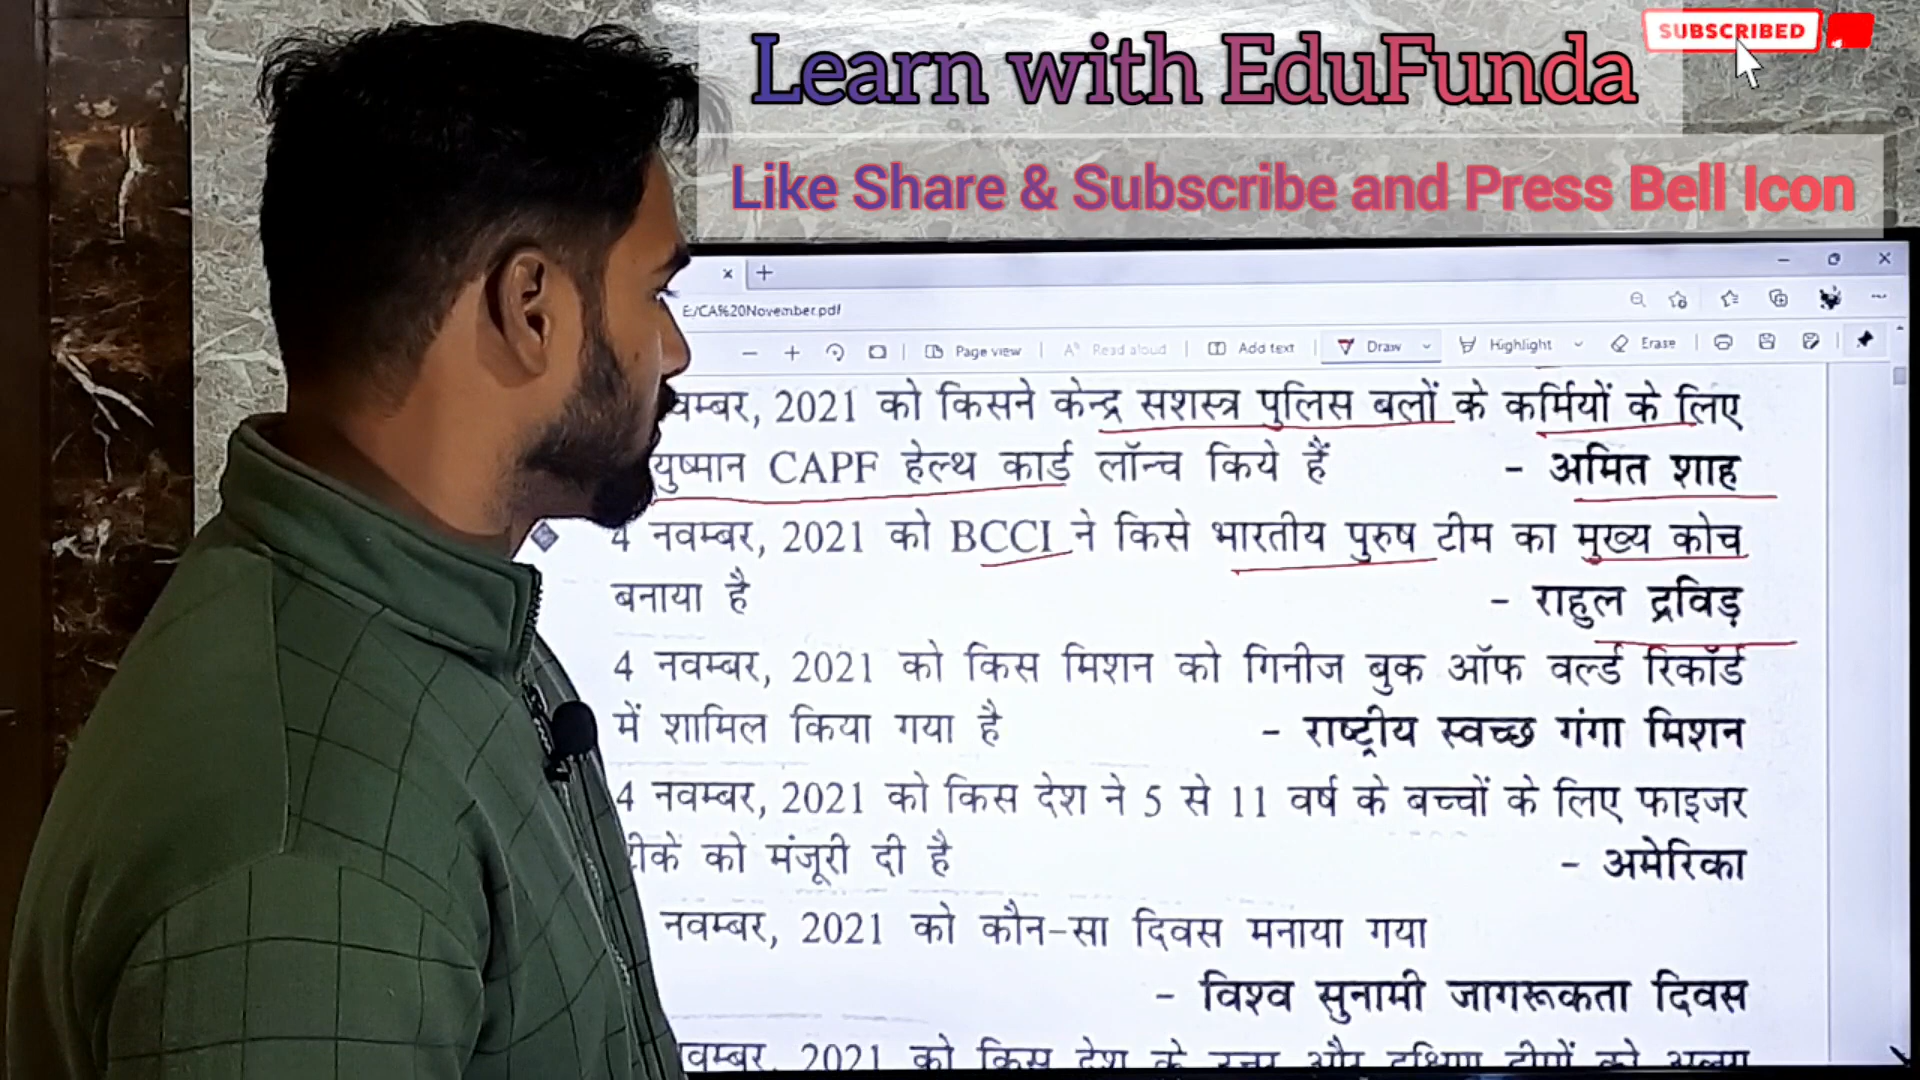 SUBSCRIBED
Learn with EduFunda
Like Share & Subscribe and Press Bell Icon
E:/CA%20November.pdf
Page view Read aloud Add text Draw Highlight Erase
2021 को किसने केन्द्र सशस्त्र पुलिस बलों के कर्मियों के लिए
CAPF हेल्थ कार्ड लॉन्च किये हैं - अमित शाह
4 नवम्बर, 2021 को BCCI ने किसे भारतीय पुरुष टीम का मुख्य कोच
बनाया है - राहुल द्रविड़
4 नवम्बर, 2021 को किस मिशन को गिनीज बुक ऑफ वर्ल्ड रिकॉर्ड
में शामिल किया गया है - राष्ट्रीय स्वच्छ गंगा मिशन
4 नवम्बर, 2021 को किस देश ने 5 से 11 वर्ष के बच्चों के लिए फाइजर
को मंजूरी दी है - अमेरिका
नवम्बर, 2021 को कौन-सा दिवस मनाया गया
- विश्व सुनामी जागरूकता दिवस
2021 को किस देश के